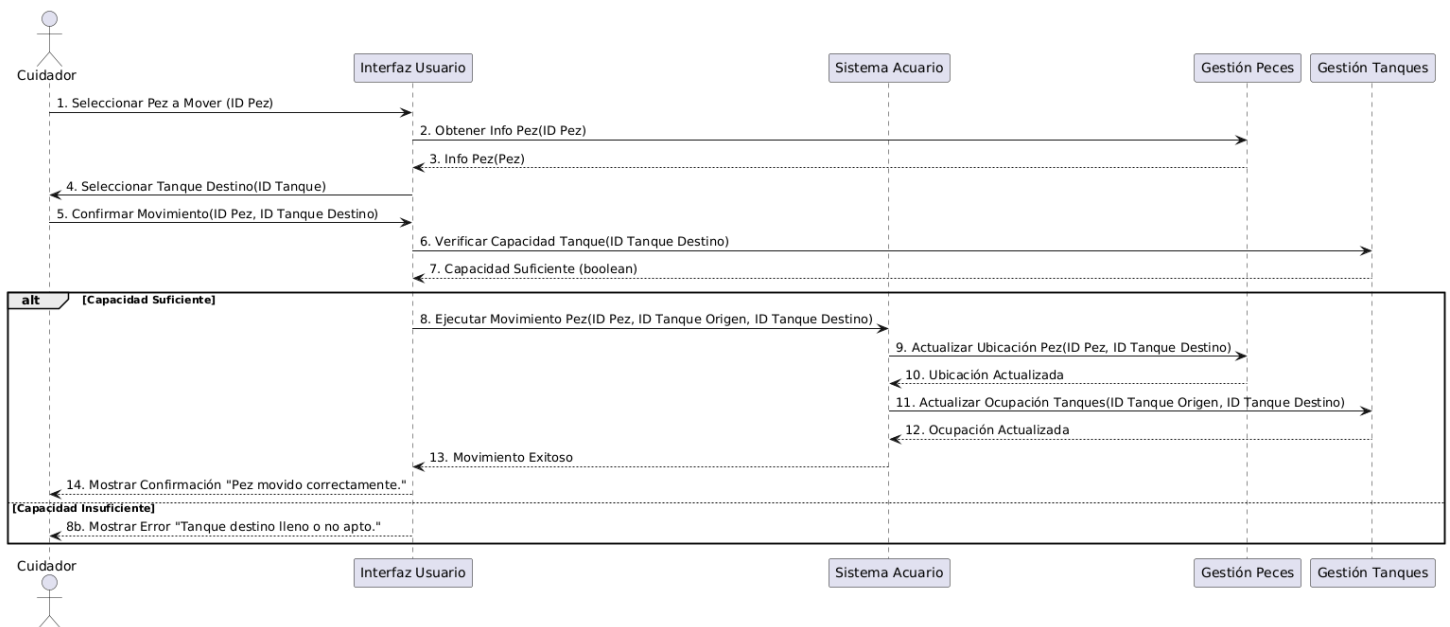 Cuidador
Interfaz Usuario
Sistema Acuario
Gestión Peces
Gestión Tanques
1. Seleccionar Pez a Mover (ID Pez)
2. Obtener Info Pez(ID Pez)
3. Info Pez(Pez)
4. Seleccionar Tanque Destino(ID Tanque)
5. Confirmar Movimiento(ID Pez, ID Tanque Destino)
6. Verificar Capacidad Tanque(ID Tanque Destino)
7. Capacidad Suficiente (boolean)
alt
[Capacidad Suficiente]
8. Ejecutar Movimiento Pez(ID Pez, ID Tanque Origen, ID Tanque Destino)
9. Actualizar Ubicación Pez(ID Pez, ID Tanque Destino)
10. Ubicación Actualizada
11. Actualizar Ocupación Tanques(ID Tanque Origen, ID Tanque Destino)
12. Ocupación Actualizada
13. Movimiento Exitoso
14. Mostrar Confirmación "Pez movido correctamente."
[Capacidad Insuficiente]
8b. Mostrar Error "Tanque destino lleno o no apto."
Cuidador
Interfaz Usuario
Sistema Acuario
Gestión Peces
Gestión Tanques